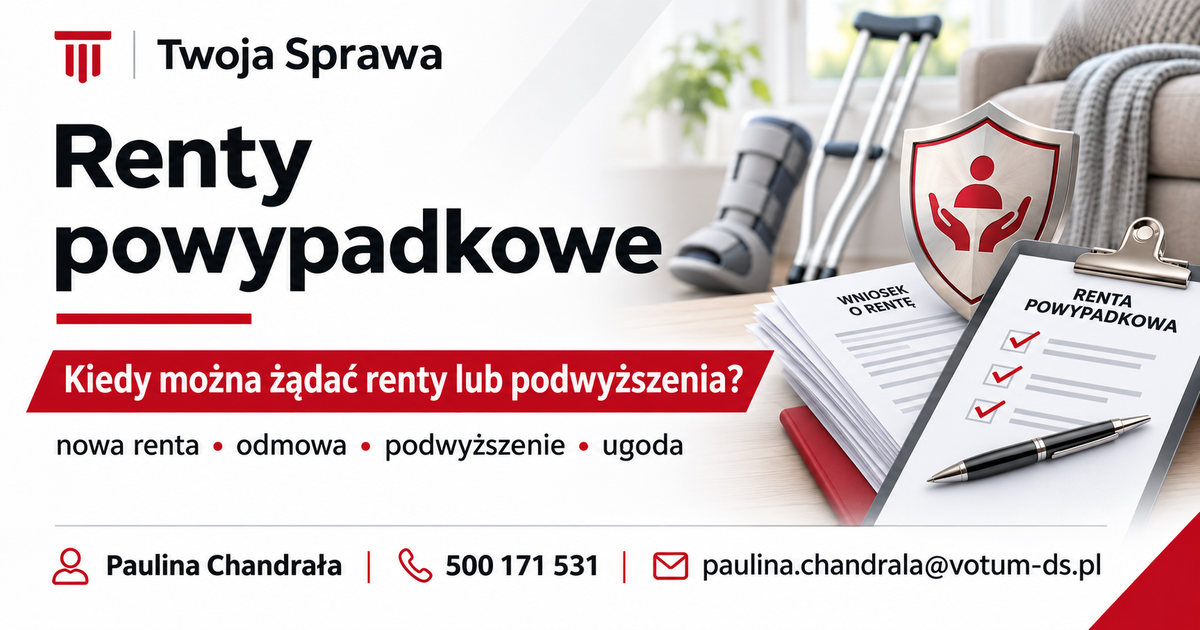 Twoja Sprawa
Renty
powypadkowe
Kiedy można żądać renty lub podwyższenia?
nowa renta • odmowa • podwyższenie • ugoda
WNIOSEK
O RENTĘ
RENTA
POWYPADKOWA
Paulina Chandrała | 500 171 531 | paulina.chandrala@votum-ds.pl